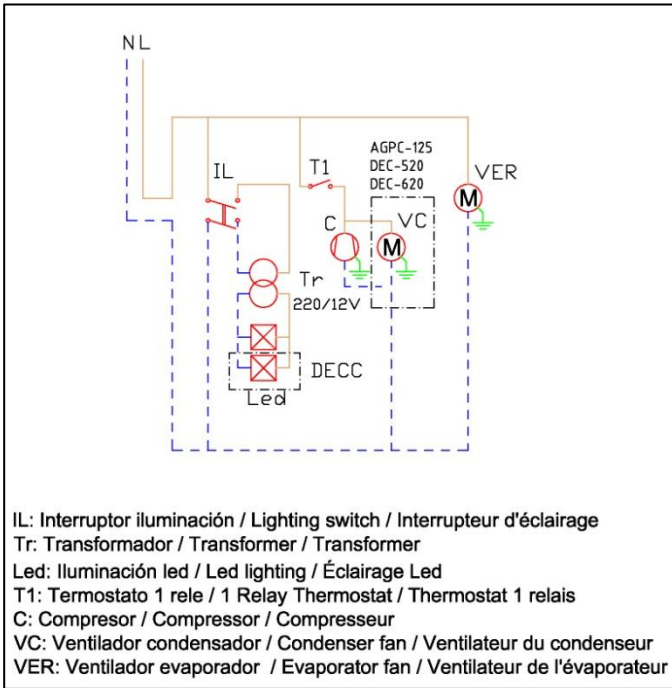 N L
AGPC-125
DEC-520
DEC-620
IL
T1
VER
M
C
VC
M
Tr
220/12V
DECC
Led
IL: Interruptor iluminación / Lighting switch / Interrupteur d'éclairage
Tr: Transformador / Transformer / Transformer
Led: Iluminación led / Led lighting / Éclairage Led
T1: Termostato 1 rele / 1 Relay Thermostat / Thermostat 1 relais
C: Compresor / Compressor / Compresseur
VC: Ventilador condensador / Condenser fan / Ventilateur du condenseur
VER: Ventilador evaporador / Evaporator fan / Ventilateur de l'évaporateur